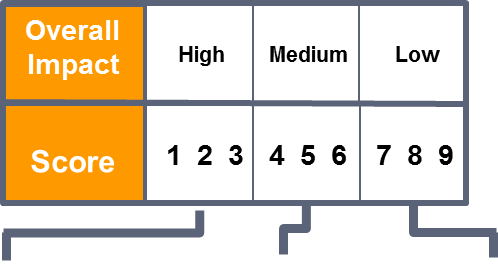 Overall
Impact
High Medium Low
Score
1 2 3 4 5 6 7 8 9